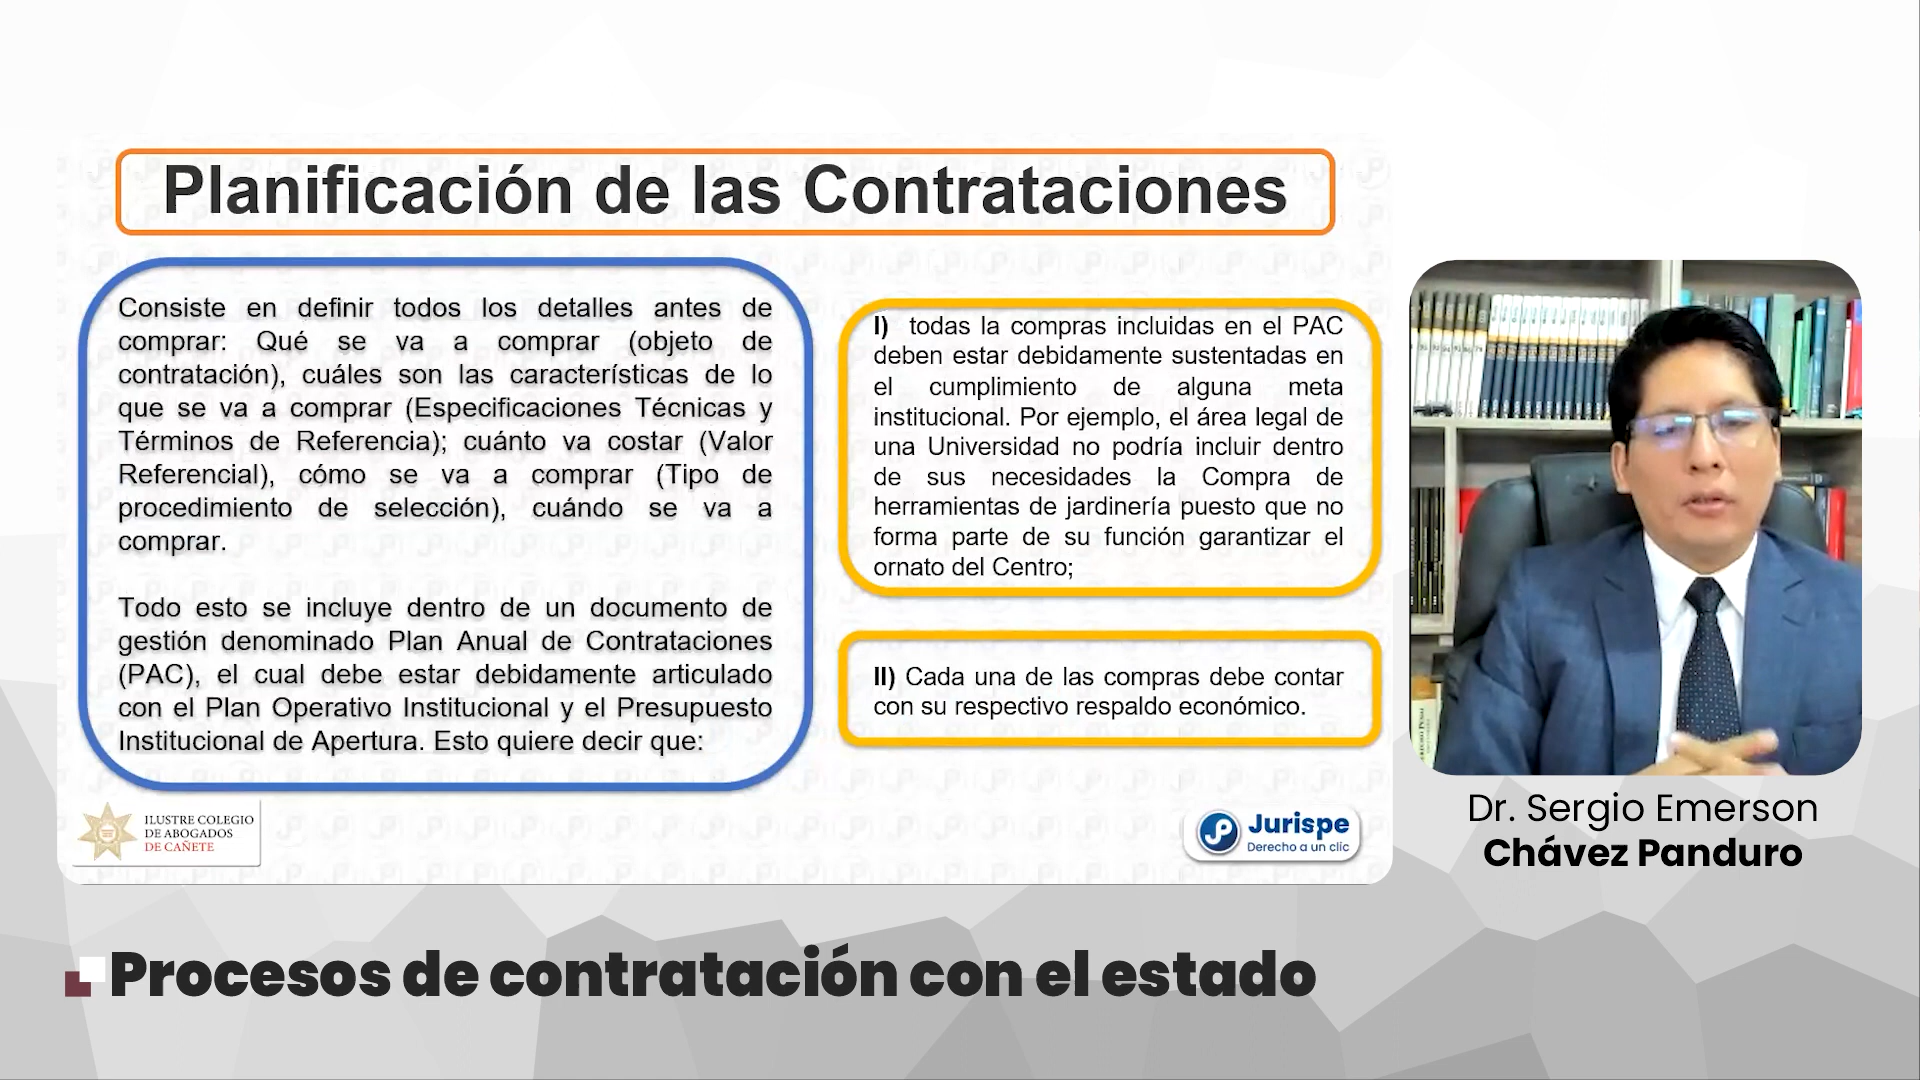 Planificación de las Contrataciones
Consiste en definir todos los detalles antes de
comprar: Qué se va a comprar (objeto de
contratación), cuáles son las características de lo
que se va a comprar (Especificaciones Técnicas y
Términos de Referencia); cuánto va costar (Valor
Referencial), cómo se va a comprar (Tipo de
procedimiento de selección), cuándo se va a
comprar.
Todo esto se incluye dentro de un documento de
gestión denominado Plan Anual de Contrataciones
(PAC), el cual debe estar debidamente articulado
con el Plan Operativo Institucional y el Presupuesto
Institucional de Apertura. Esto quiere decir que:
I) todas la compras incluidas en el PAC
deben estar debidamente sustentadas en
el cumplimiento de alguna meta
institucional. Por ejemplo, el área legal de
una Universidad no podría incluir dentro
de sus necesidades la Compra de
herramientas de jardinería puesto que no
forma parte de su función garantizar el
ornato del Centro;
II) Cada una de las compras debe contar
con su respectivo respaldo económico.
ILUSTRE COLEGIO
DE ABOGADOS
DE CAÑETE
Jurispe
Derecho a un clic
Dr. Sergio Emerson
Chávez Panduro
Procesos de contratación con el estado